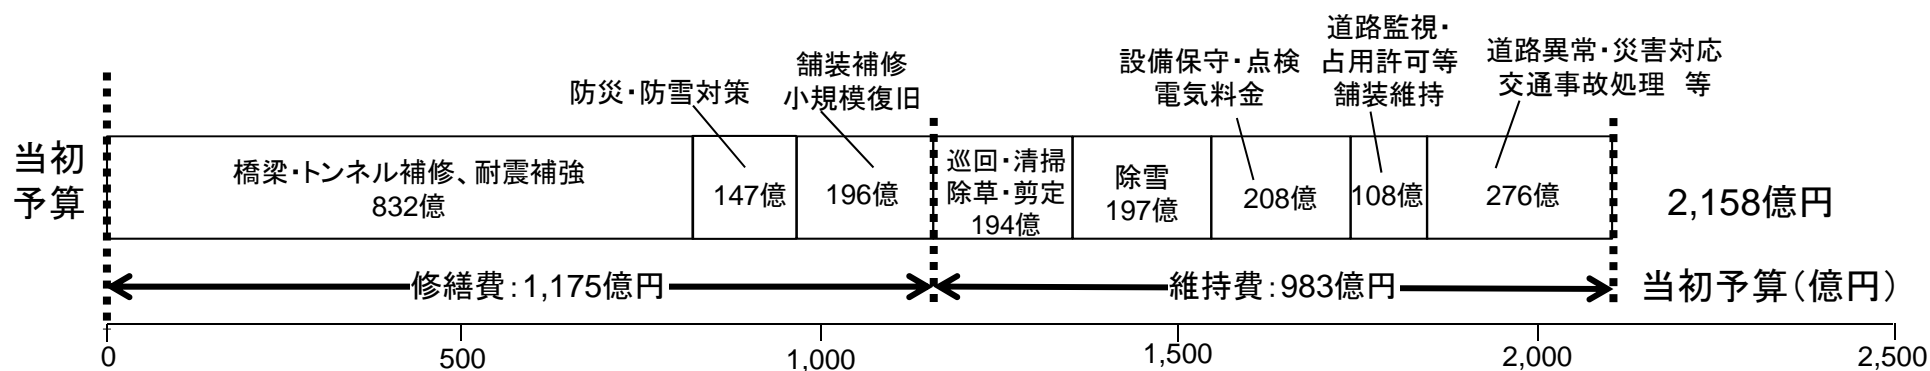 防災・防雪対策
舗装補修
小規模復旧
設備保守・点検
電気料金
道路監視・
占用許可等
舗装維持
道路異常・災害対応
交通事故処理　等
当初
予算
橋梁・トンネル補修、耐震補強
832億
147億
196億
巡回・清掃
除草・剪定
194億
除雪
197億
208億
108億
276億
2,158億円
修繕費：1,175億円
維持費：983億円
当初予算（億円）
0
500
1,000
1,500
2,000
2,500